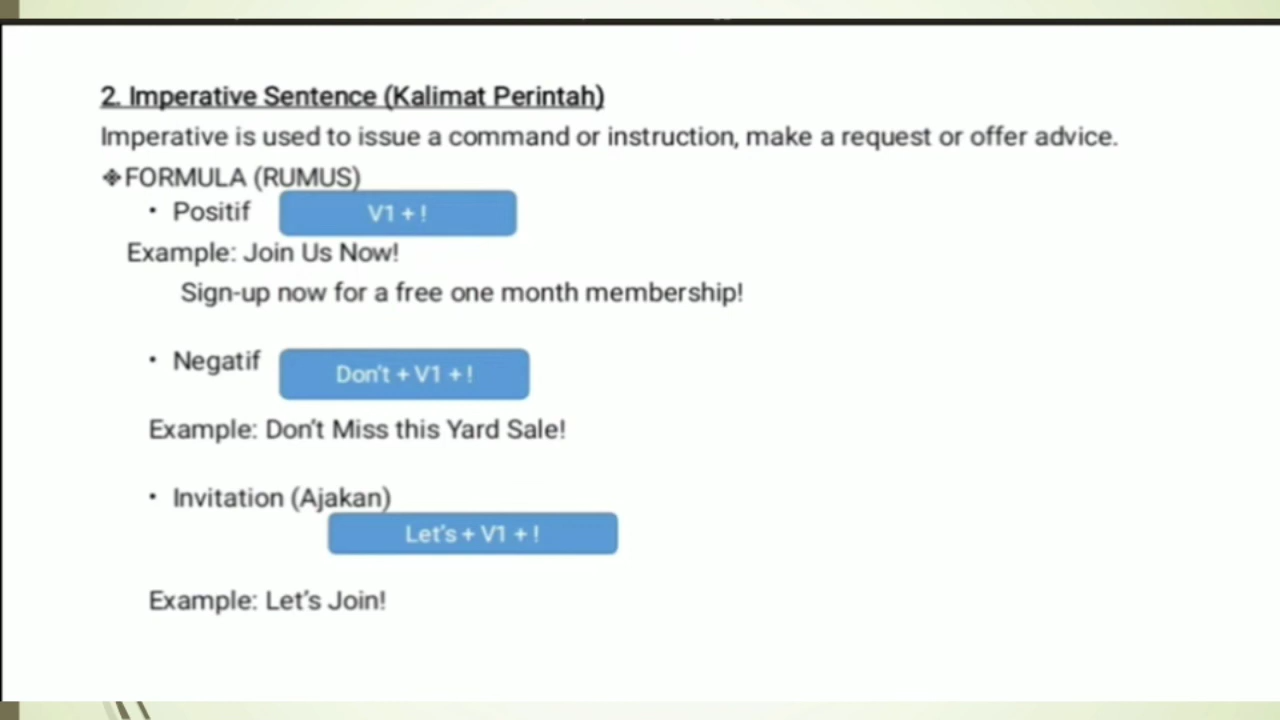 2. Imperative Sentence (Kalimat Perintah)
Imperative is used to issue a command or instruction, make a request or offer advice.
❖FORMULA (RUMUS)
• Positif V1 + !
Example: Join Us Now!
Sign-up now for a free one month membership!
• Negatif Don't + V1 + !
Example: Don't Miss this Yard Sale!
• Invitation (Ajakan)
Let's + V1 + !
Example: Let's Join!